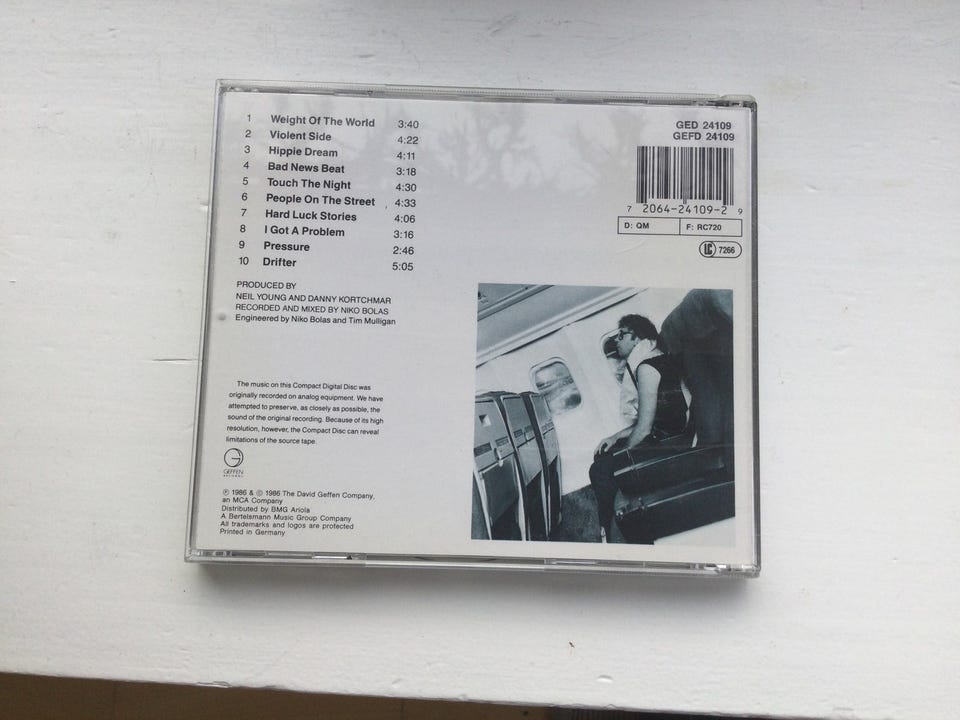 1 Weight Of The World 3:40
2 Violent Side 4:22
3 Hippie Dream 4:11
4 Bad News Beat 3:18
5 Touch The Night 4:30
6 People On The Street 4:33
7 Hard Luck Stories 4:06
8 I Got A Problem 3:16
9 Pressure 2:46
10 Drifter 5:05
GED 24109
GEFD 24109
7 2064-24109-2 9
D: QM F: RC720
LC 7266
PRODUCED BY
NEIL YOUNG AND DANNY KORTCHMAR
RECORDED AND MIXED BY NIKO BOLAS
Engineered by Niko Bolas and Tim Mulligan
The music on this Compact Digital Disc was
originally recorded on analog equipment. We have
attempted to preserve, as closely as possible, the
sound of the original recording. Because of its high
resolution, however, the Compact Disc can reveal
limitations of the source tape.
GEFFEN
RECORDS
℗ 1986 & © 1986 The David Geffen Company,
an MCA Company
Distributed by BMG Ariola
A Bertelsmann Music Group Company
All trademarks and logos are protected
Printed in Germany